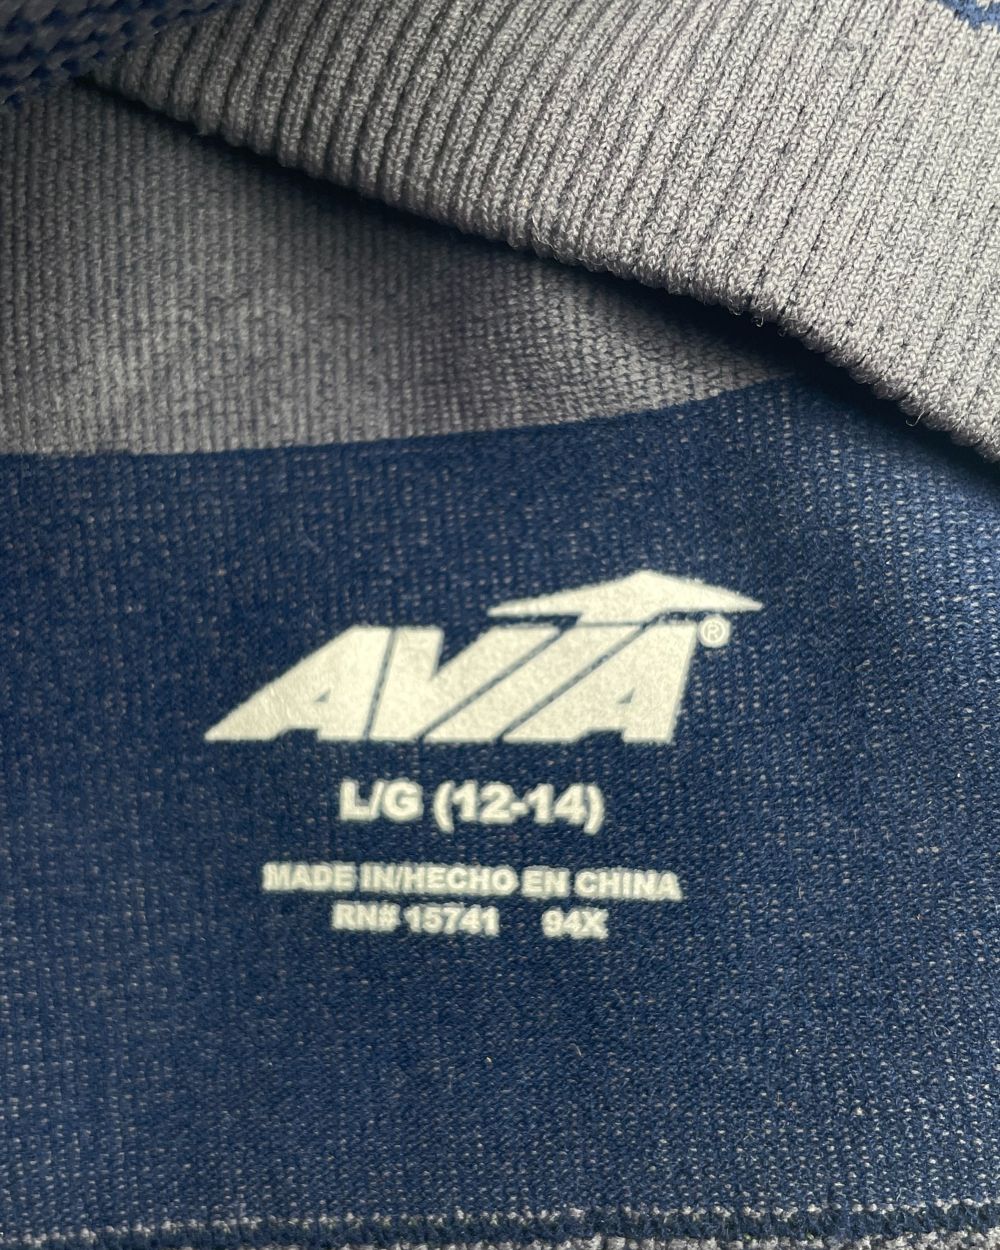 AVIA®
L/G (12-14)
MADE IN/HECHO EN CHINA
RN# 15741 94X